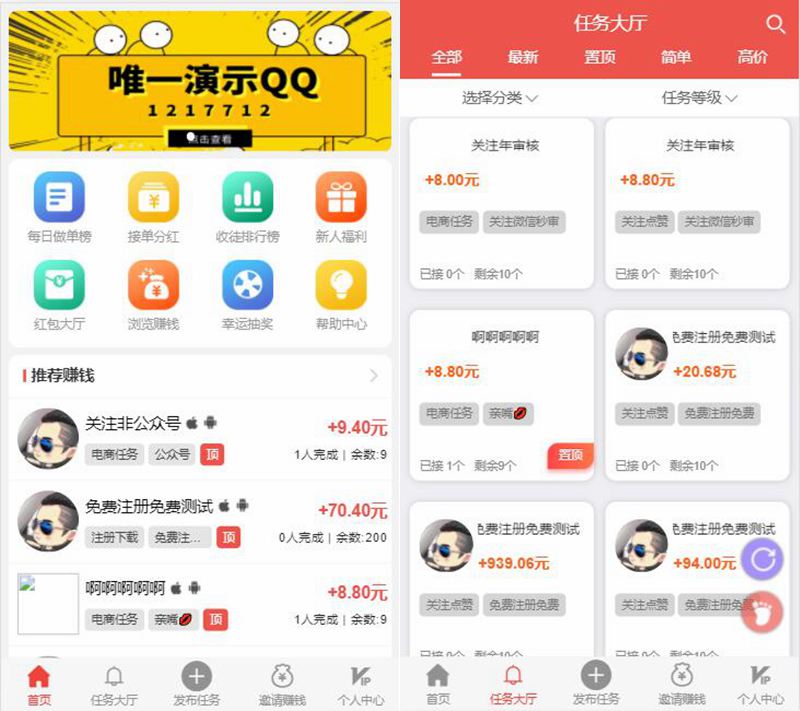 唯一演示QQ
1217712
点击查看
每日做单榜 接单分红 收徒排行榜 新人福利
红包大厅 浏览赚钱 幸运抽奖 帮助中心
推荐赚钱
关注非公众号
+9.40元
电商任务 公众号 顶
1人完成 | 余数:9
免费注册免费测试
+70.40元
注册下载 免费注... 顶
0人完成 | 余数:200
啊啊啊啊啊
+8.80元
电商任务 亲嘴💋 顶
1人完成 | 余数:9
首页 任务大厅 发布任务 邀请赚钱 个人中心
任务大厅
全部 最新 置顶 简单 高价
选择分类 任务等级
关注年审核
+8.00元
电商任务 关注微信秒审
已接 0个 剩余10个
关注年审核
+8.80元
关注点赞 关注微信秒审
已接 0个 剩余10个
啊啊啊啊啊
+8.80元
电商任务 亲嘴💋
已接 1个 剩余9个
置顶
免费注册免费测试
+20.68元
关注点赞 免费注册免费
已接 0个 剩余10个
免费注册免费测试
+939.06元
关注点赞 免费注册免费
已接 0个 剩余10个
免费注册免费测试
+94.00元
关注点赞 免费注册免费
已接 0个 剩余10个
首页 任务大厅 发布任务 邀请赚钱 个人中心